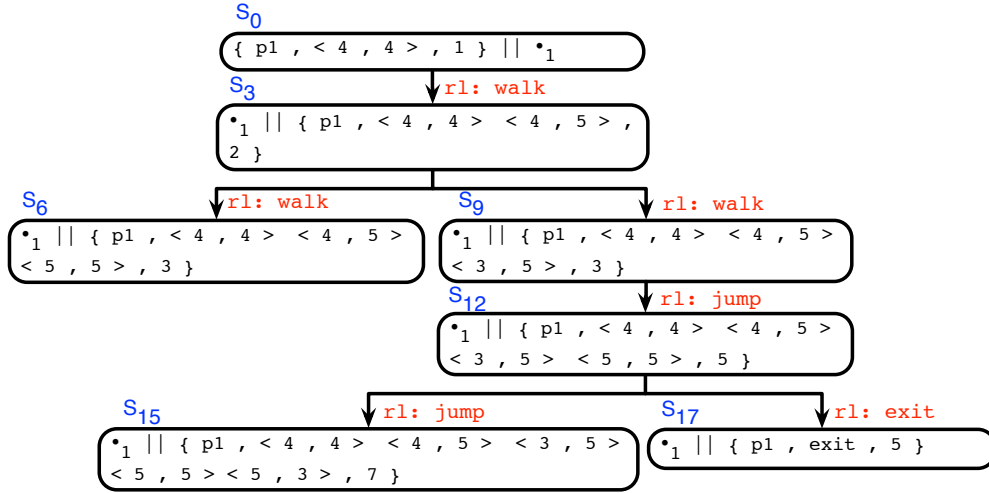 S0
{ p1 , < 4 , 4 > , 1 } || •1
rl: walk
S3
•1 || { p1 , < 4 , 4 > < 4 , 5 > ,
2 }
rl: walk
rl: walk
S6
•1 || { p1 , < 4 , 4 > < 4 , 5 >
< 5 , 5 > , 3 }
S9
•1 || { p1 , < 4 , 4 > < 4 , 5 >
< 3 , 5 > , 3 }
rl: jump
S12
•1 || { p1 , < 4 , 4 > < 4 , 5 >
< 3 , 5 > < 5 , 5 > , 5 }
rl: jump
rl: exit
S15
•1 || { p1 , < 4 , 4 > < 4 , 5 > < 3 , 5 >
< 5 , 5 > < 5 , 3 > , 7 }
S17
•1 || { p1 , exit , 5 }